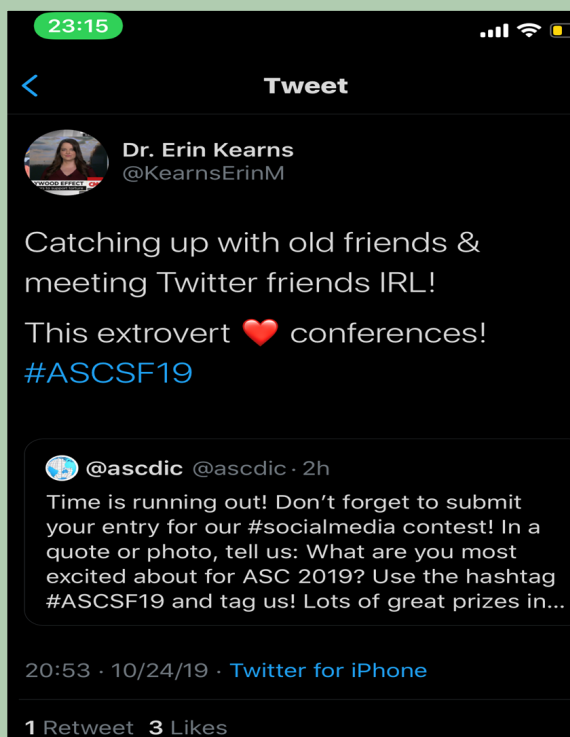 23:15
Tweet
Dr. Erin Kearns
@KearnsErinM
Catching up with old friends &
meeting Twitter friends IRL!
This extrovert ❤️ conferences!
#ASCSF19
@ascdic @ascdic · 2h
Time is running out! Don’t forget to submit
your entry for our #socialmedia contest! In a
quote or photo, tell us: What are you most
excited about for ASC 2019? Use the hashtag
#ASCSF19 and tag us! Lots of great prizes in...
20:53 · 10/24/19 · Twitter for iPhone
1 Retweet 3 Likes